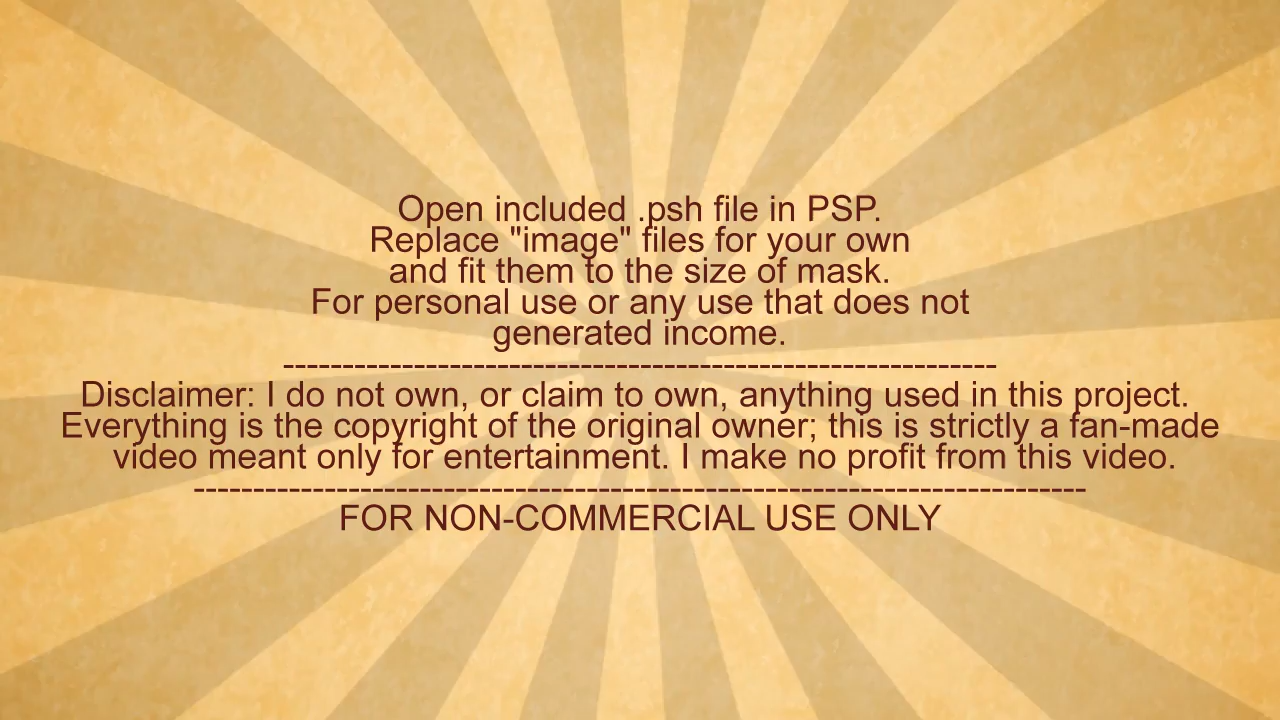 Open included .psh file in PSP.
Replace "image" files for your own
and fit them to the size of mask.
For personal use or any use that does not
generated income.
------------------------------------------------------------
Disclaimer: I do not own, or claim to own, anything used in this project.
Everything is the copyright of the original owner; this is strictly a fan-made
video meant only for entertainment. I make no profit from this video.
---------------------------------------------------------------------------
FOR NON-COMMERCIAL USE ONLY